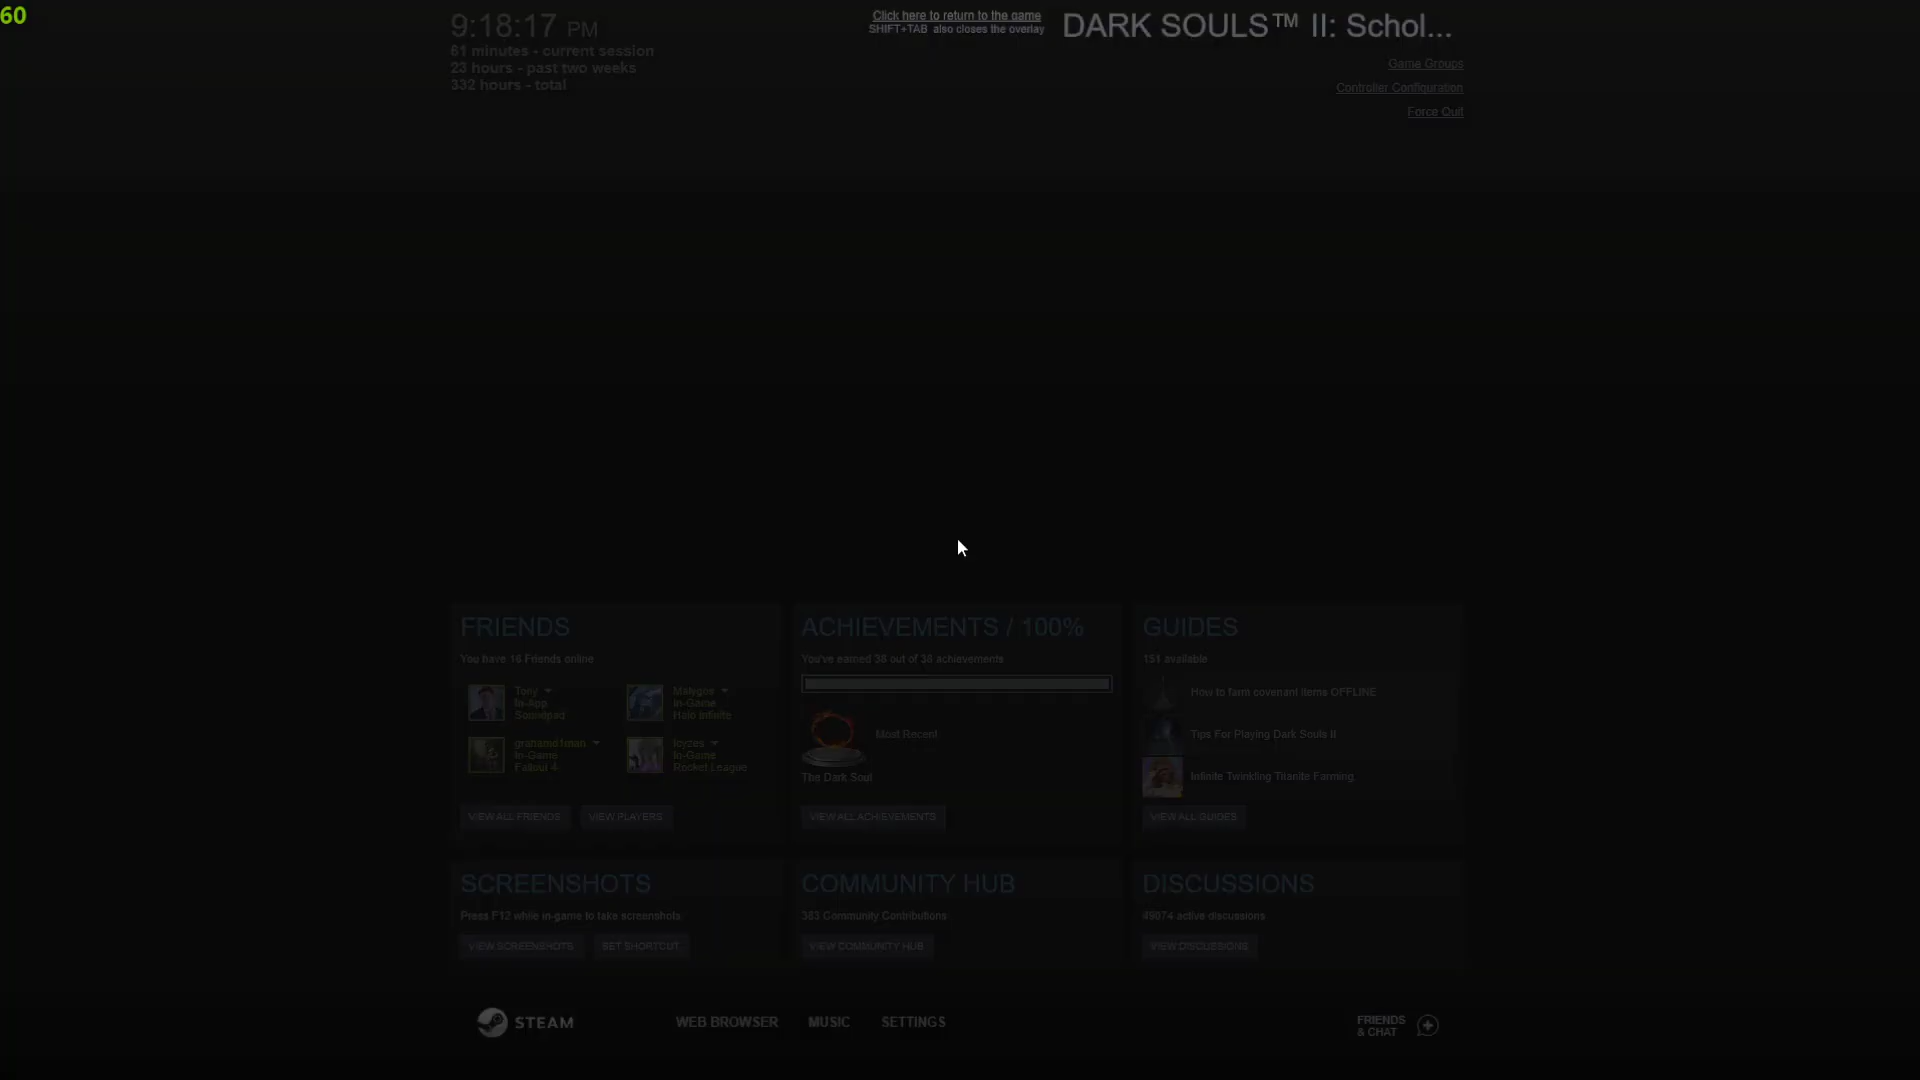 60
9:18:17 PM
61 minutes - current session
23 hours - past two weeks
332 hours - total
Click here to return to the game
SHIFT+TAB also closes the overlay
DARK SOULS™ II: Schol...
Game Groups
Controller Configuration
Force Quit
FRIENDS
You have 16 Friends online
Tony
In-App
Soundpad
Malygos
In-Game
Halo Infinite
In-Game
Fallout 4
loyzes
In-Game
Rocket League
VIEW ALL FRIENDS
VIEW PLAYERS
ACHIEVEMENTS / 100%
You've earned 38 out of 38 achievements
Most Recent
The Dark Soul
VIEW ALL ACHIEVEMENTS
GUIDES
151 available
How to farm covenant items OFFLINE
Tips For Playing Dark Souls II
Infinite Twinkling Titanite Farming
VIEW ALL GUIDES
SCREENSHOTS
Press F12 while in-game to take screenshots
VIEW SCREENSHOTS
SET SHORTCUT
COMMUNITY HUB
383 Community Contributions
VIEW COMMUNITY HUB
DISCUSSIONS
49074 active discussions
VIEW DISCUSSIONS
STEAM
WEB BROWSER
MUSIC
SETTINGS
FRIENDS
& CHAT